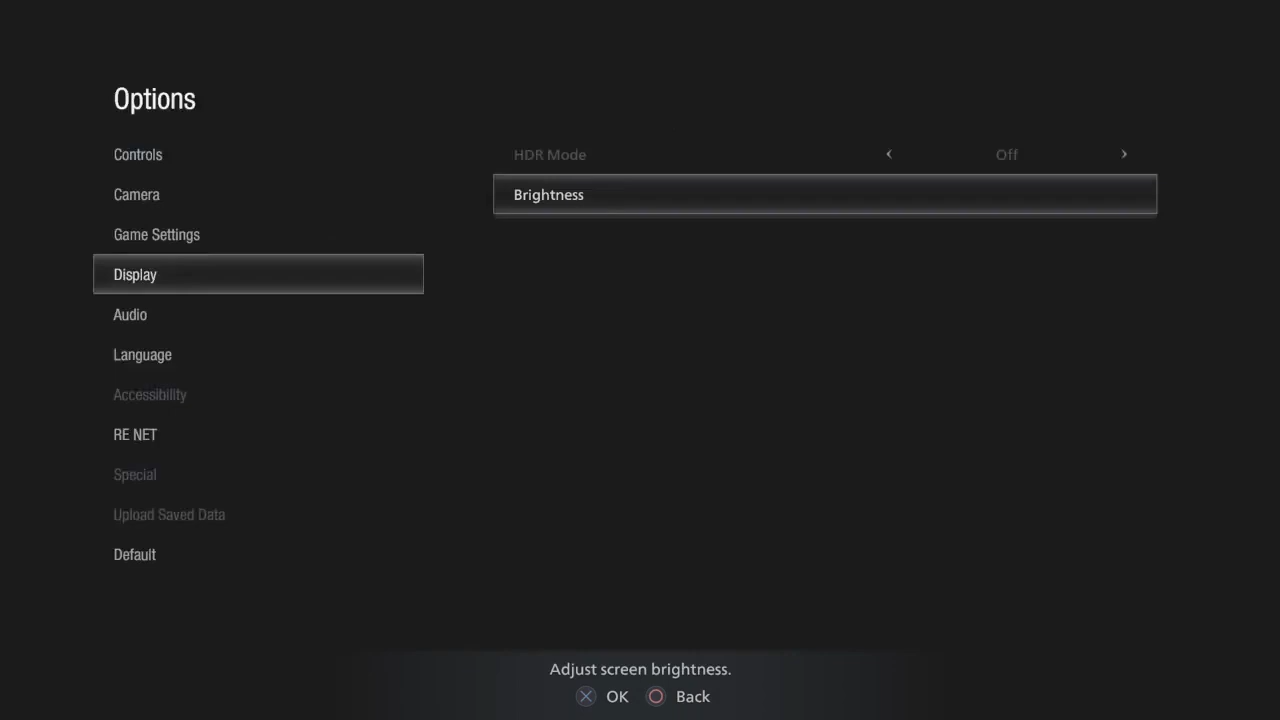 Options
Controls
Camera
Game Settings
Display
Audio
Language
Accessibility
RE NET
Special
Upload Saved Data
Default
HDR Mode Off
Brightness
Adjust screen brightness.
OK Back